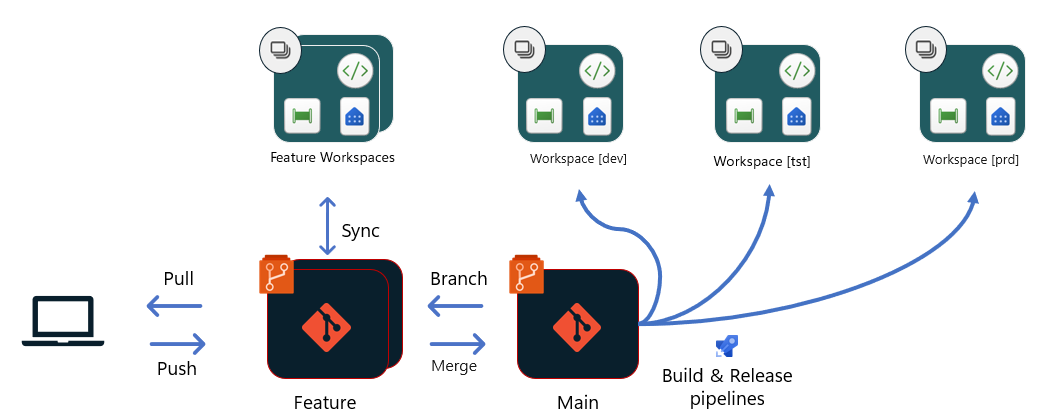 Feature Workspaces
Workspace [dev]
Workspace [tst]
Workspace [prd]
Sync
Pull
Push
Branch
Merge
Feature
Main
Build & Release
pipelines